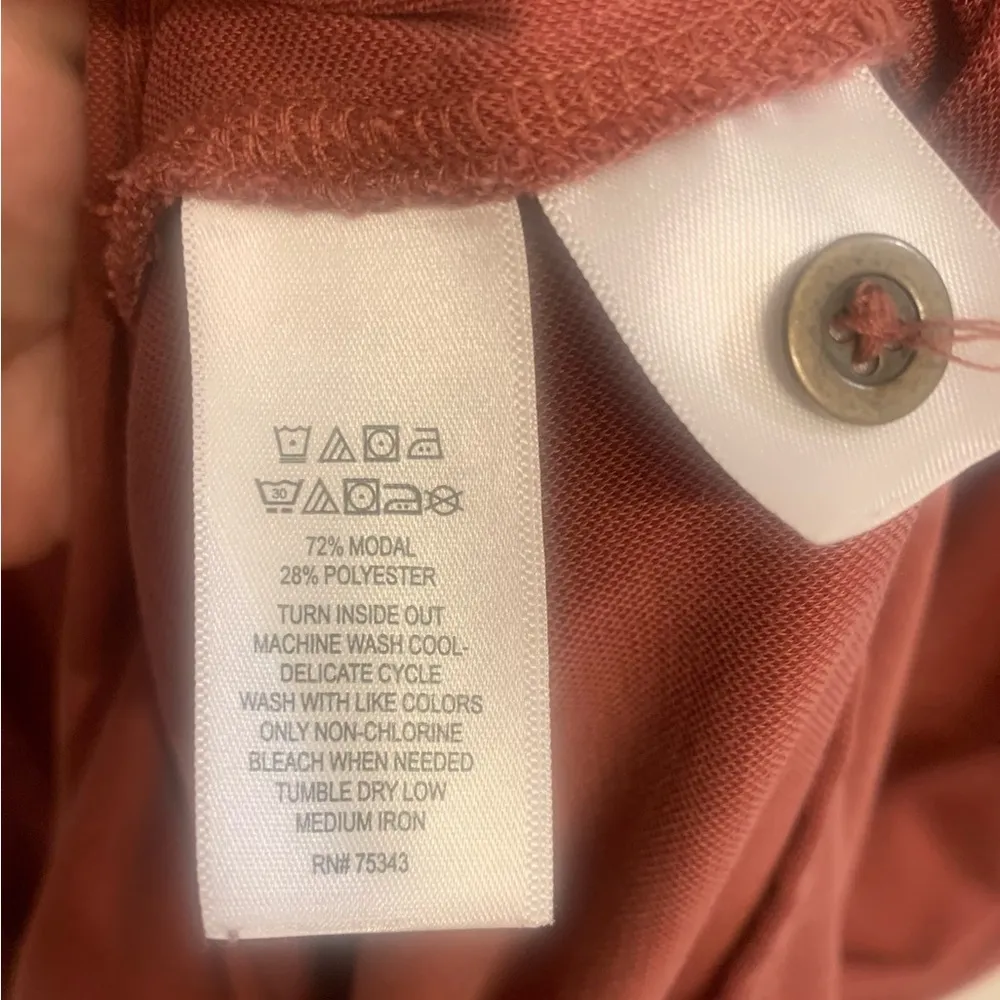 30
72% MODAL
28% POLYESTER
TURN INSIDE OUT
MACHINE WASH COOL-
DELICATE CYCLE
WASH WITH LIKE COLORS
ONLY NON-CHLORINE
BLEACH WHEN NEEDED
TUMBLE DRY LOW
MEDIUM IRON
RN# 75343